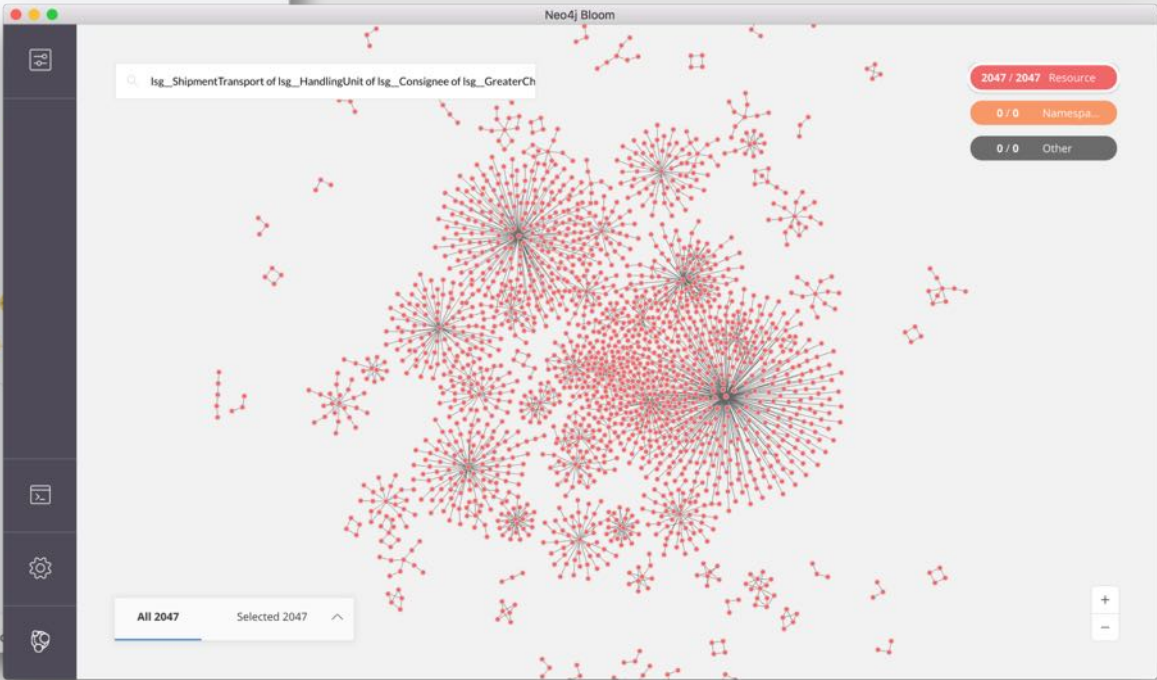 Neo4j Bloom
lsg__ShipmentTransport of lsg__HandlingUnit of lsg__Consignee of lsg__GreaterCh
2047 / 2047 Resource
0 / 0 Namespa...
0 / 0 Other
All 2047 Selected 2047